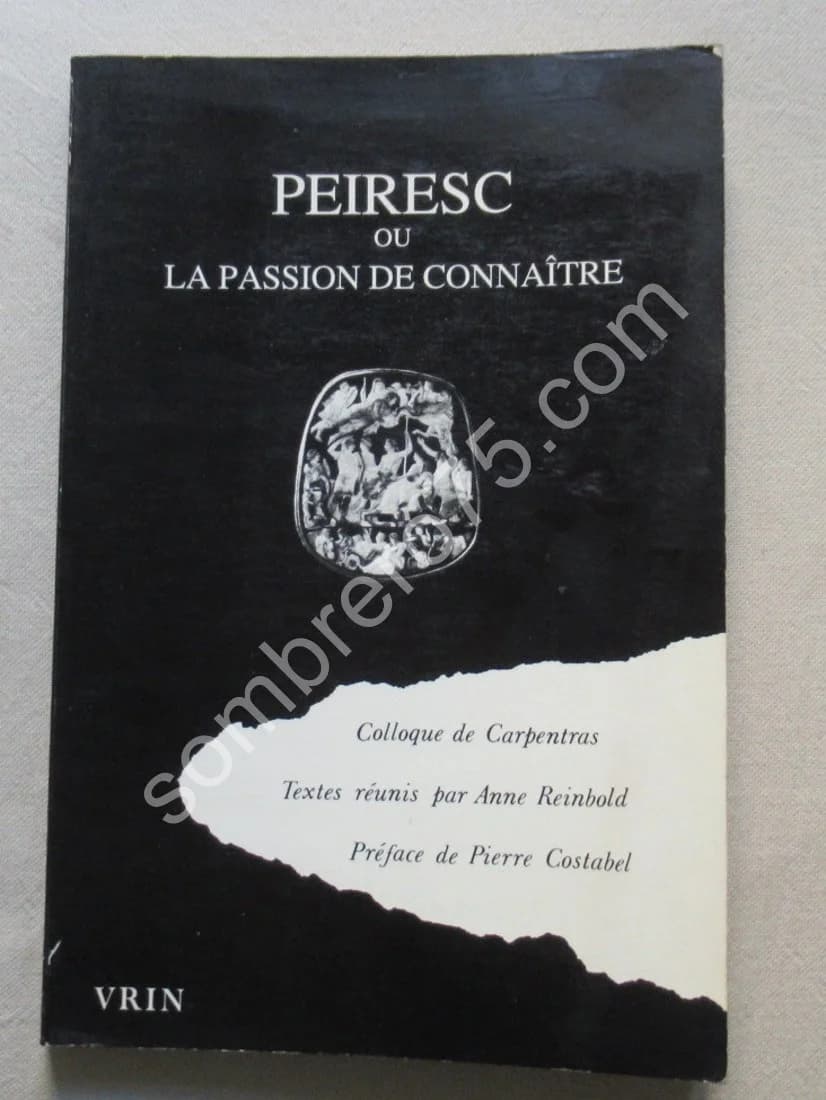 PEIRESC
OU
LA PASSION DE CONNAÎTRE
Colloque de Carpentras
Textes réunis par Anne Reinbold
Préface de Pierre Costabel
VRIN
sombrero75.com